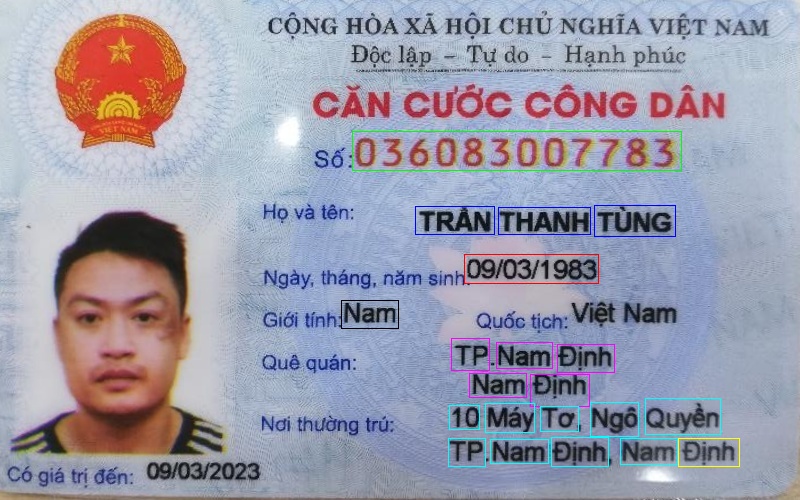 CỘNG HÒA XÃ HỘI CHỦ NGHĨA VIỆT NAM
Độc lập – Tự do – Hạnh phúc
CĂN CƯỚC CÔNG DÂN
Số: 036083007783
Họ và tên: TRẦN THANH TÙNG
Ngày, tháng, năm sinh: 09/03/1983
Giới tính: Nam Quốc tịch: Việt Nam
Quê quán: TP.Nam Định
Nam Định
Nơi thường trú: 10 Máy Tơ, Ngô Quyền
TP.Nam Định, Nam Định
Có giá trị đến: 09/03/2023
VIỆT NAM